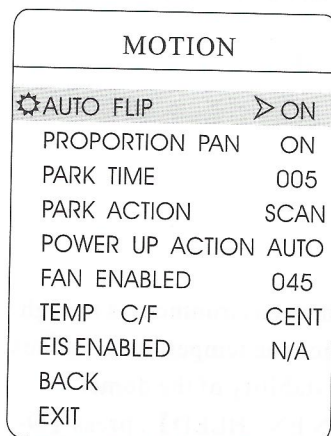 MOTION
AUTO FLIP ON
PROPORTION PAN ON
PARK TIME 005
PARK ACTION SCAN
POWER UP ACTION AUTO
FAN ENABLED 045
TEMP C/F CENT
EIS ENABLED N/A
BACK
EXIT